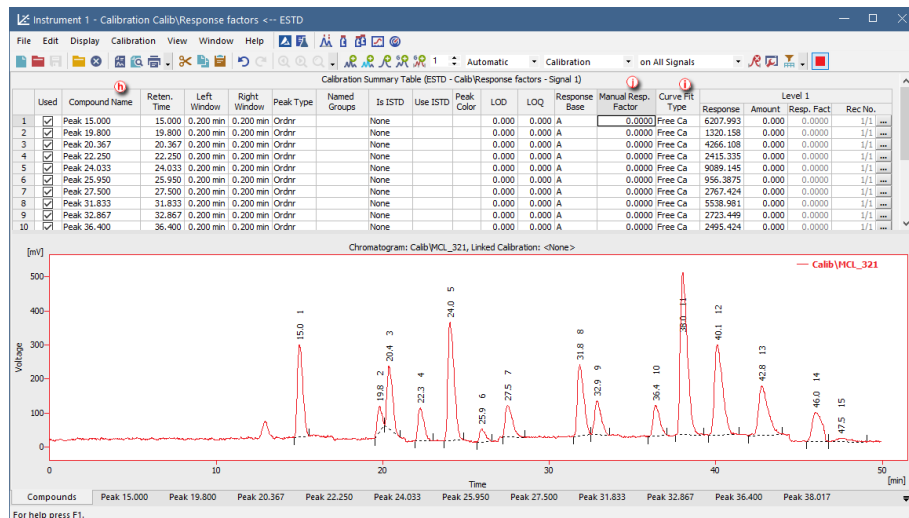 Instrument 1 - Calibration Calib\Response factors <-- ESTD
File Edit Display Calibration View Window Help
1 Automatic Calibration on All Signals
Calibration Summary Table (ESTD - Calib\Response factors - Signal 1)
h j i
Used Compound Name Reten. Time Left Window Right Window Peak Type Named Groups Is ISTD Use ISTD Peak Color LOD LOQ Response Base Manual Resp. Factor Curve Fit Type Level 1
Response Amount Resp. Fact Rec No.
1 Peak 15.000 15.000 0.200 min 0.200 min Ordnr None 0.000 0.000 A 0.0000 Free Ca 6207.993 0.000 0.0000 1/1 ...
2 Peak 19.800 19.800 0.200 min 0.200 min Ordnr None 0.000 0.000 A 0.0000 Free Ca 1320.158 0.000 0.0000 1/1 ...
3 Peak 20.367 20.367 0.200 min 0.200 min Ordnr None 0.000 0.000 A 0.0000 Free Ca 4266.108 0.000 0.0000 1/1 ...
4 Peak 22.250 22.250 0.200 min 0.200 min Ordnr None 0.000 0.000 A 0.0000 Free Ca 2415.335 0.000 0.0000 1/1 ...
5 Peak 24.033 24.033 0.200 min 0.200 min Ordnr None 0.000 0.000 A 0.0000 Free Ca 9089.145 0.000 0.0000 1/1 ...
6 Peak 25.950 25.950 0.200 min 0.200 min Ordnr None 0.000 0.000 A 0.0000 Free Ca 956.3875 0.000 0.0000 1/1 ...
7 Peak 27.500 27.500 0.200 min 0.200 min Ordnr None 0.000 0.000 A 0.0000 Free Ca 2767.424 0.000 0.0000 1/1 ...
8 Peak 31.833 31.833 0.200 min 0.200 min Ordnr None 0.000 0.000 A 0.0000 Free Ca 5538.981 0.000 0.0000 1/1 ...
9 Peak 32.867 32.867 0.200 min 0.200 min Ordnr None 0.000 0.000 A 0.0000 Free Ca 2723.449 0.000 0.0000 1/1 ...
10 Peak 36.400 36.400 0.200 min 0.200 min Ordnr None 0.000 0.000 A 0.0000 Free Ca 2495.424 0.000 0.0000 1/1 ...
Chromatogram: Calib\MCL_321, Linked Calibration: <None>
[mV]
Calib\MCL_321
500
400
300
200
100
0
Voltage
15.0 1
19.8 2
20.4 3
22.3 4
24.0 5
25.9 6
27.5 7
31.8 8
32.9 9
36.4 10
38.0 11
40.1 12
42.8 13
46.0 14
47.5 15
0 10 20 30 40 50
Time [min]
Compounds Peak 15.000 Peak 19.800 Peak 20.367 Peak 22.250 Peak 24.033 Peak 25.950 Peak 27.500 Peak 31.833 Peak 32.867 Peak 36.400 Peak 38.017
For help press F1.